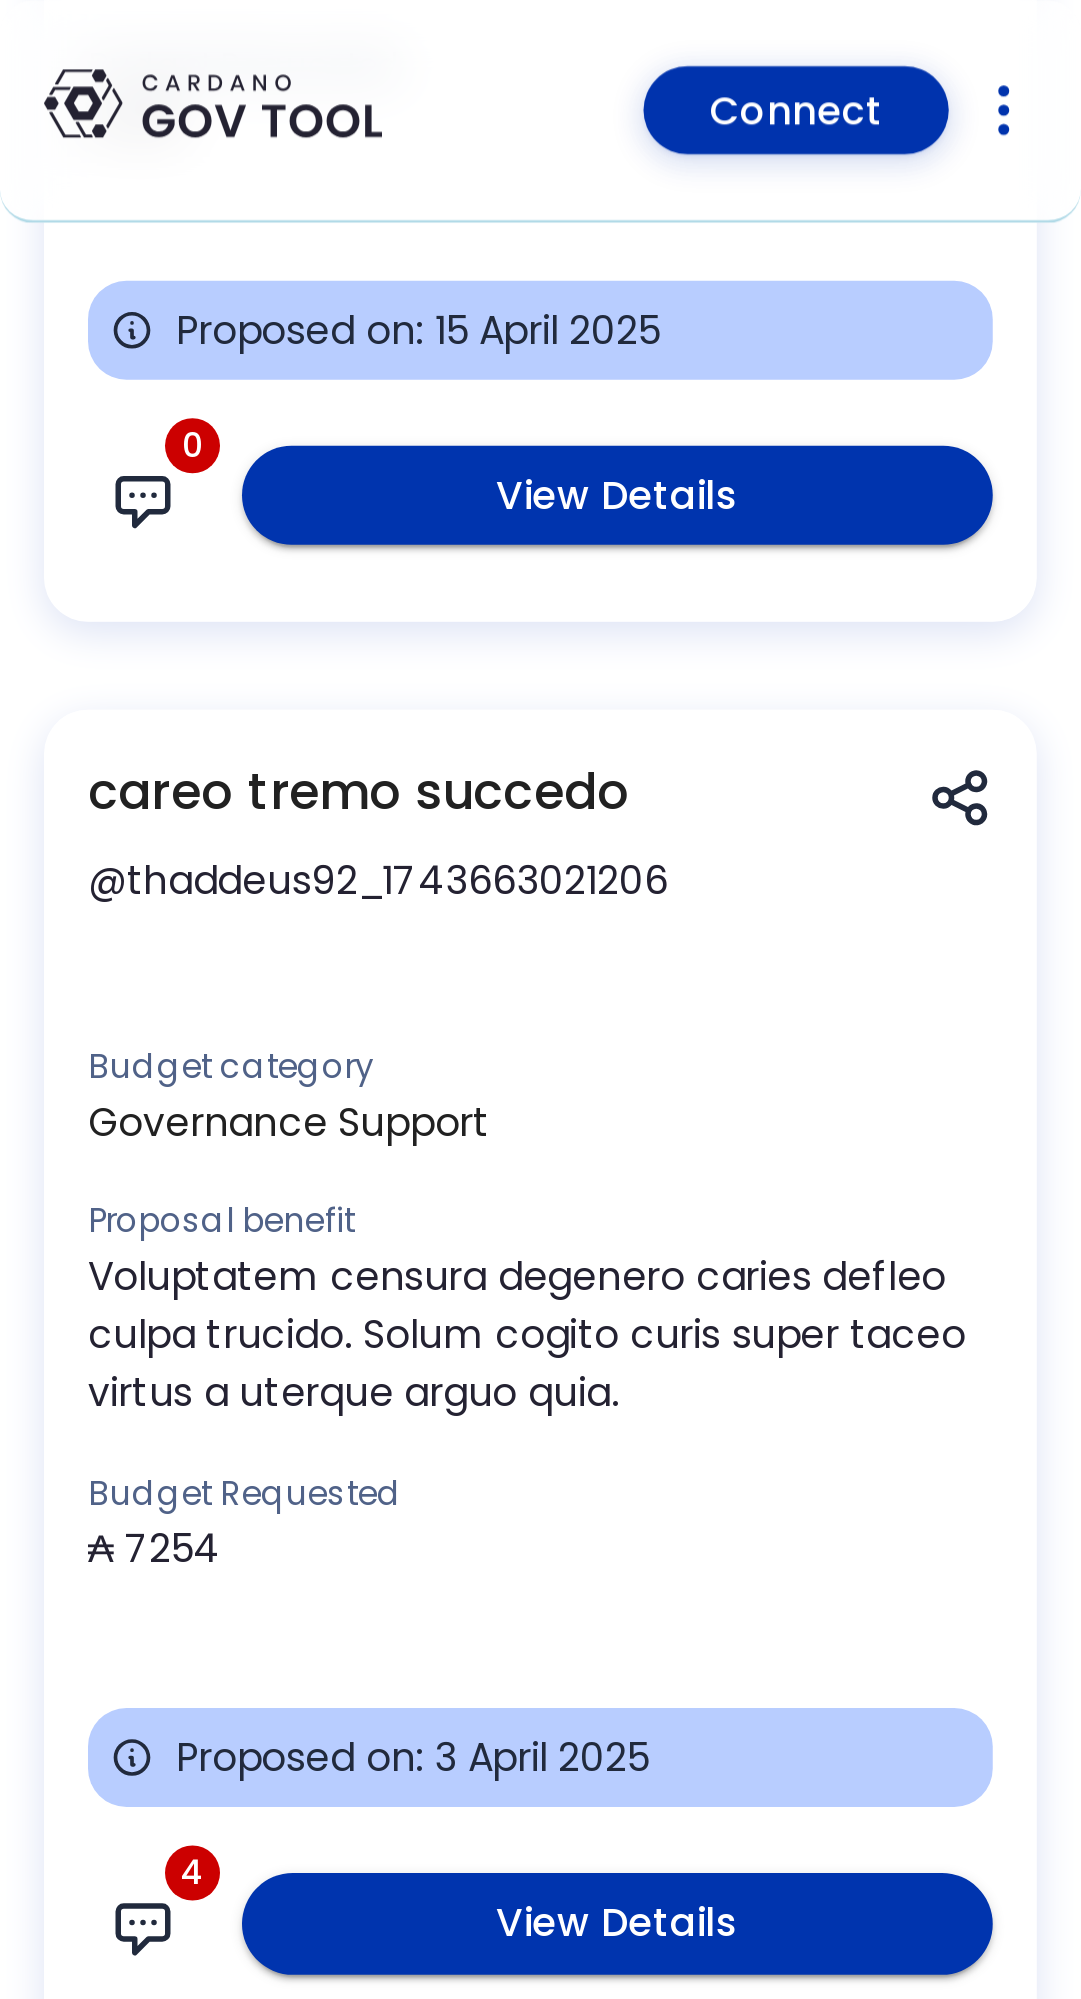 CARDANO
GOV TOOL
Connect
Proposed on: 15 April 2025
0
View Details
careo tremo succedo
@thaddeus92_1743663021206
Budget category
Governance Support
Proposal benefit
Voluptatem censura degenero caries defleo
culpa trucido. Solum cogito curis super taceo
virtus a uterque arguo quia.
Budget Requested
₳ 7254
Proposed on: 3 April 2025
4
View Details